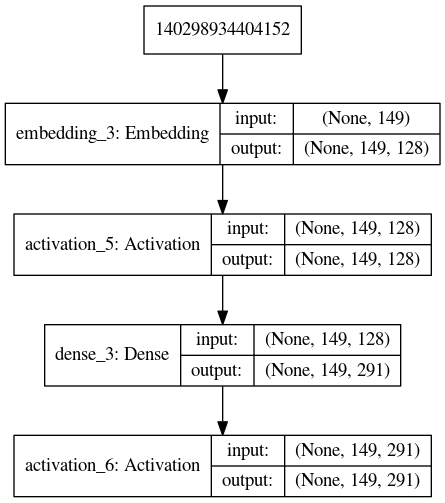 140298934404152
embedding_3: Embedding
input:
(None, 149)
output:
(None, 149, 128)
activation_5: Activation
input:
(None, 149, 128)
output:
(None, 149, 128)
dense_3: Dense
input:
(None, 149, 128)
output:
(None, 149, 291)
activation_6: Activation
input:
(None, 149, 291)
output:
(None, 149, 291)